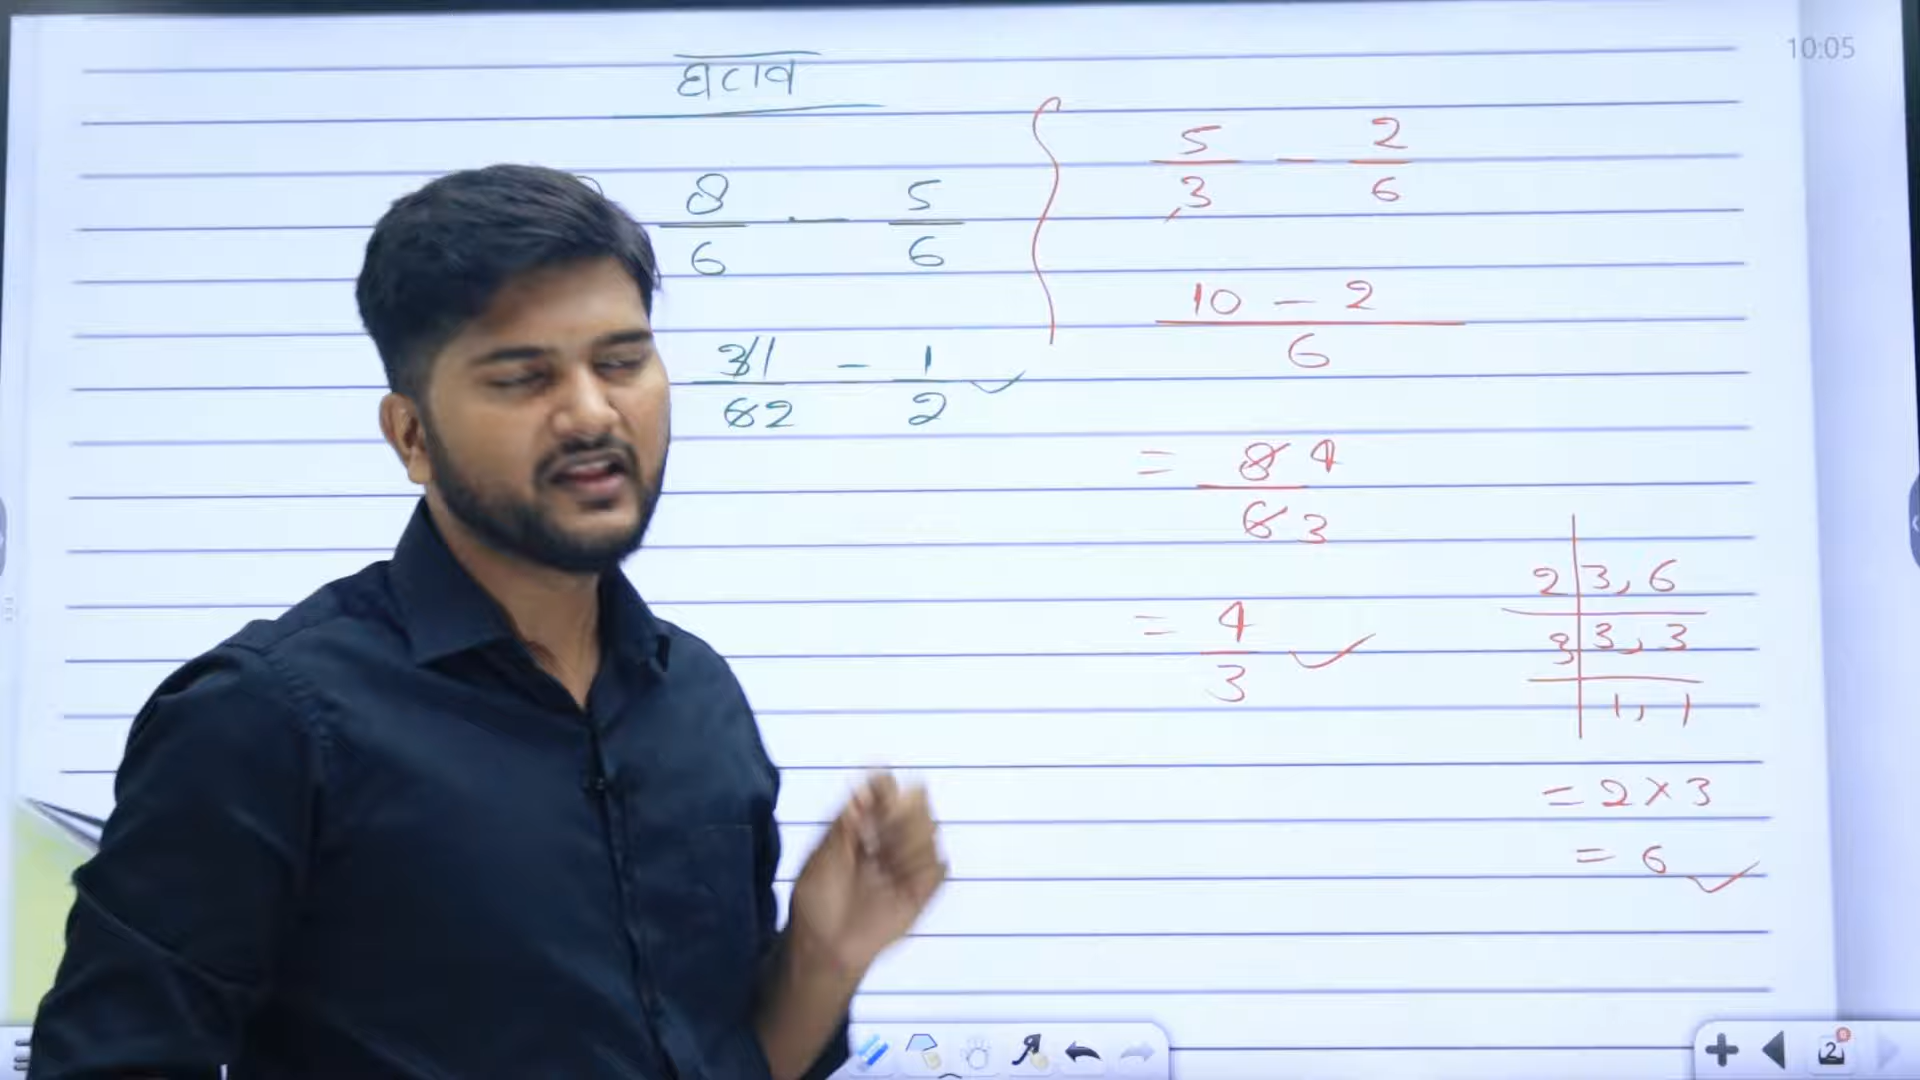 घटाव
8/6 - 5/6
3/6 1/2 - 1/2 ✓
5/3 - 2/6
10 - 2 / 6
= 8/6 4/3
= 4/3 ✓
2 | 3, 6
3 | 3, 3
1, 1
= 2 × 3
= 6 ✓
10:05
2